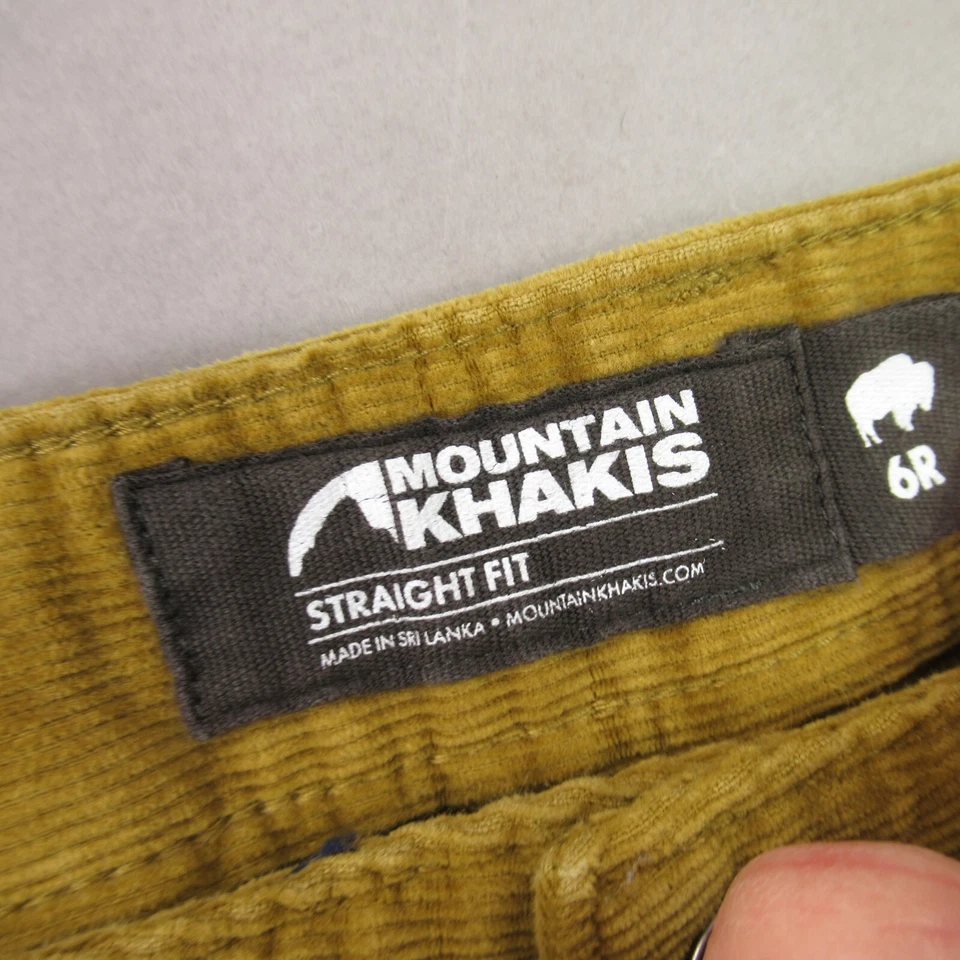 MOUNTAIN
KHAKIS
STRAIGHT FIT
MADE IN SRI LANKA • MOUNTAINKHAKIS.COM
6R